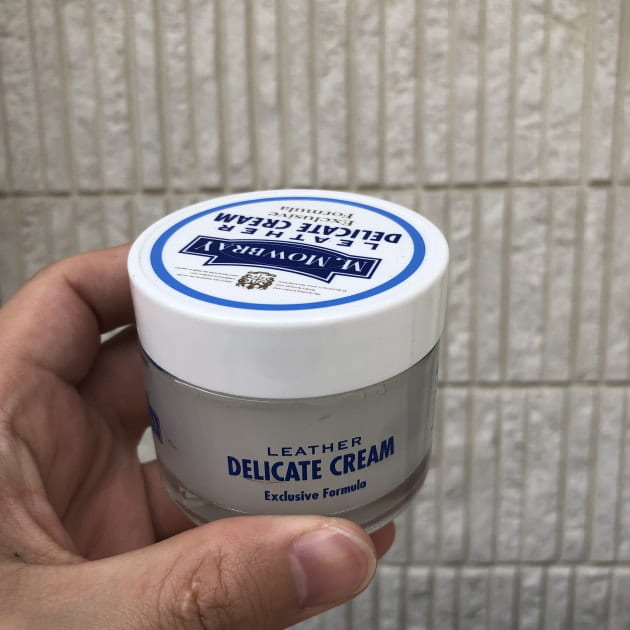 M. MOWBRAY
LEATHER
DELICATE CREAM
Exclusive
Formula
LEATHER
DELICATE CREAM
Exclusive Formula